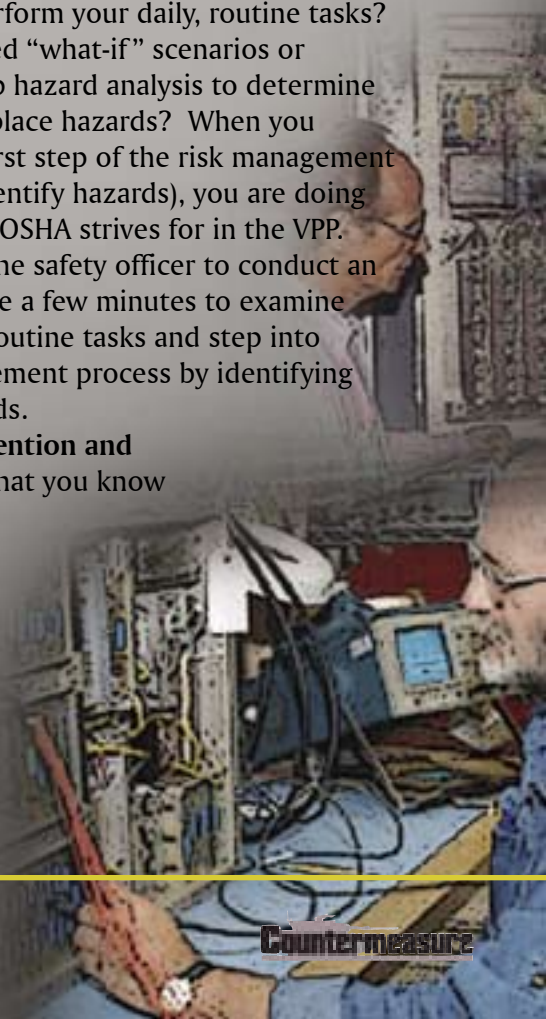 rform your daily, routine tasks?
ed “what-if” scenarios or
b hazard analysis to determine
place hazards? When you
rst step of the risk management
entify hazards), you are doing
OSHA strives for in the VPP.
he safety officer to conduct an
e a few minutes to examine
outine tasks and step into
ement process by identifying
ds.
ention and
hat you know
Countermeasure